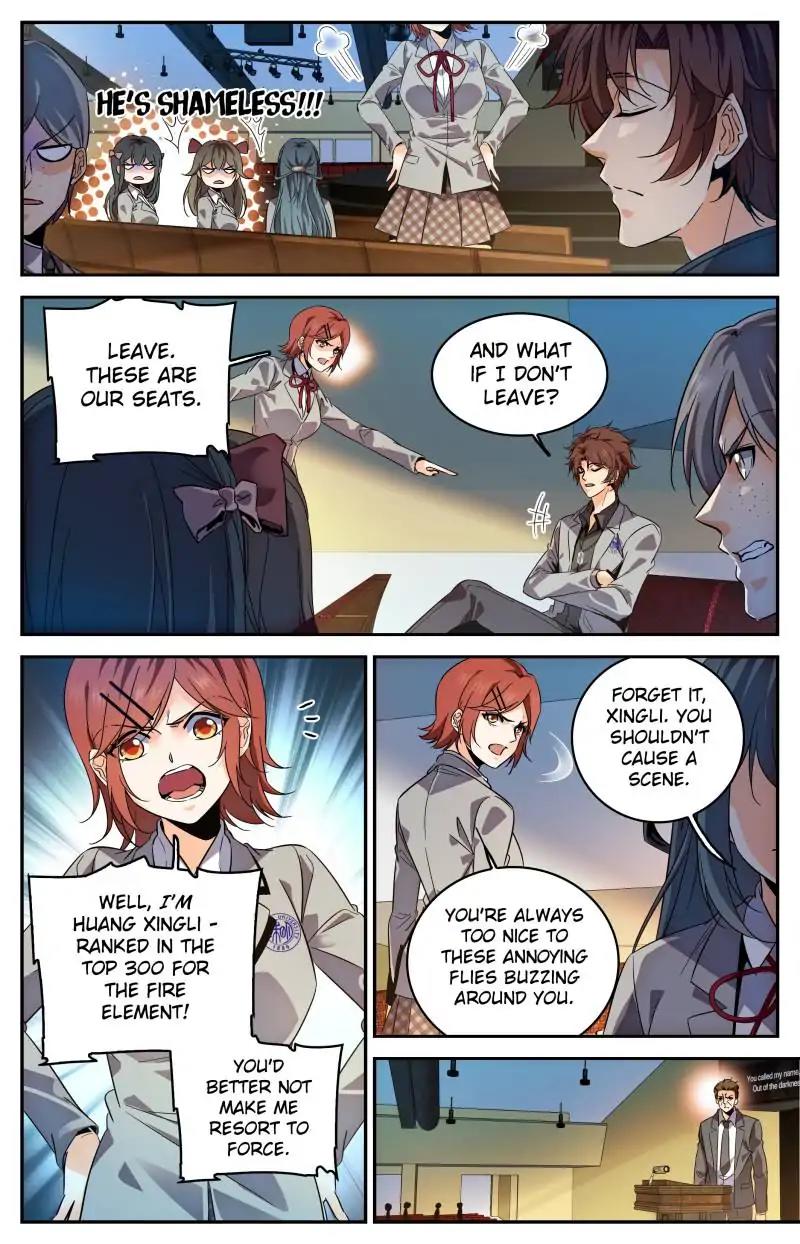 HE'S SHAMELESS!!!
LEAVE.
THESE ARE
OUR SEATS.
AND WHAT
IF I DON'T
LEAVE?
WELL, I'M
HUANG XINGLI -
RANKED IN THE
TOP 300 FOR
THE FIRE
ELEMENT!
YOU'D
BETTER NOT
MAKE ME
RESORT TO
FORCE.
FORGET IT,
XINGLI. YOU
SHOULDN'T
CAUSE A
SCENE.
YOU'RE ALWAYS
TOO NICE TO
THESE ANNOYING
FLIES BUZZING
AROUND YOU.
You called my name,
Out of the darkness